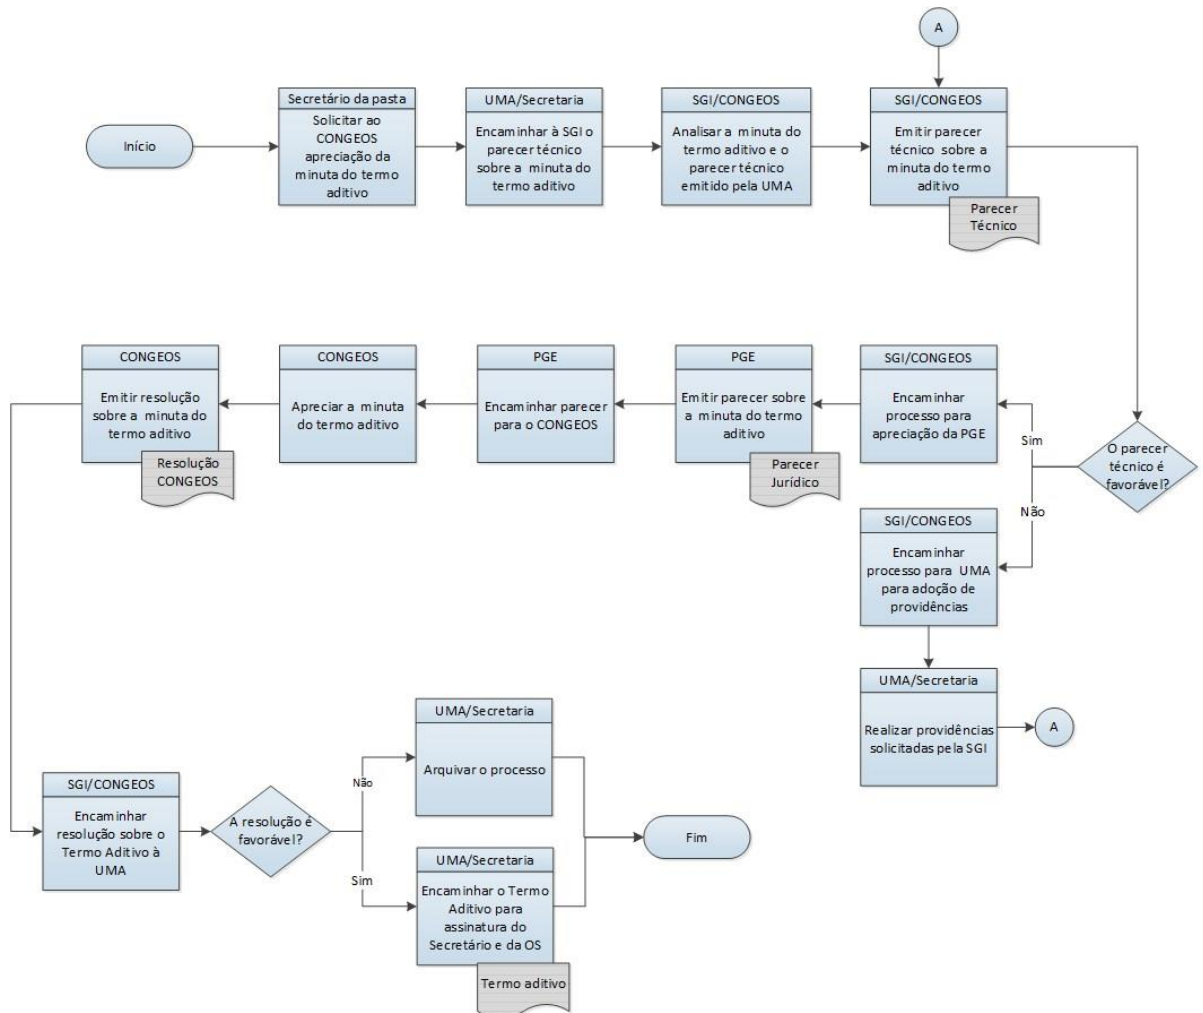 A
Início
Secretário da pasta
Solicitar ao
CONGEOS
apreciação da
minuta do termo
aditivo
UMA/Secretaria
Encaminhar à SGI o
parecer técnico
sobre a minuta do
termo aditivo
SGI/CONGEOS
Analisar a minuta do
termo aditivo e o
parecer técnico
emitido pela UMA
SGI/CONGEOS
Emitir parecer
técnico sobre a
minuta do termo
aditivo
Parecer
Técnico
CONGEOS
Emitir resolução
sobre a minuta do
termo aditivo
Resolução
CONGEOS
CONGEOS
Apreciar a minuta
do termo aditivo
PGE
Encaminhar parecer
para o CONGEOS
PGE
Emitir parecer sobre
a minuta do termo
aditivo
Parecer
Jurídico
SGI/CONGEOS
Encaminhar
processo para
apreciação da PGE
Sim
O parecer
técnico é
favorável?
Não
SGI/CONGEOS
Encaminhar
processo para UMA
para adoção de
providências
UMA/Secretaria
Realizar providências
solicitadas pela SGI
A
SGI/CONGEOS
Encaminhar
resolução sobre o
Termo Aditivo à
UMA
A resolução é
favorável?
Não
UMA/Secretaria
Arquivar o processo
Sim
UMA/Secretaria
Encaminhar o Termo
Aditivo para
assinatura do
Secretário e da OS
Termo aditivo
Fim